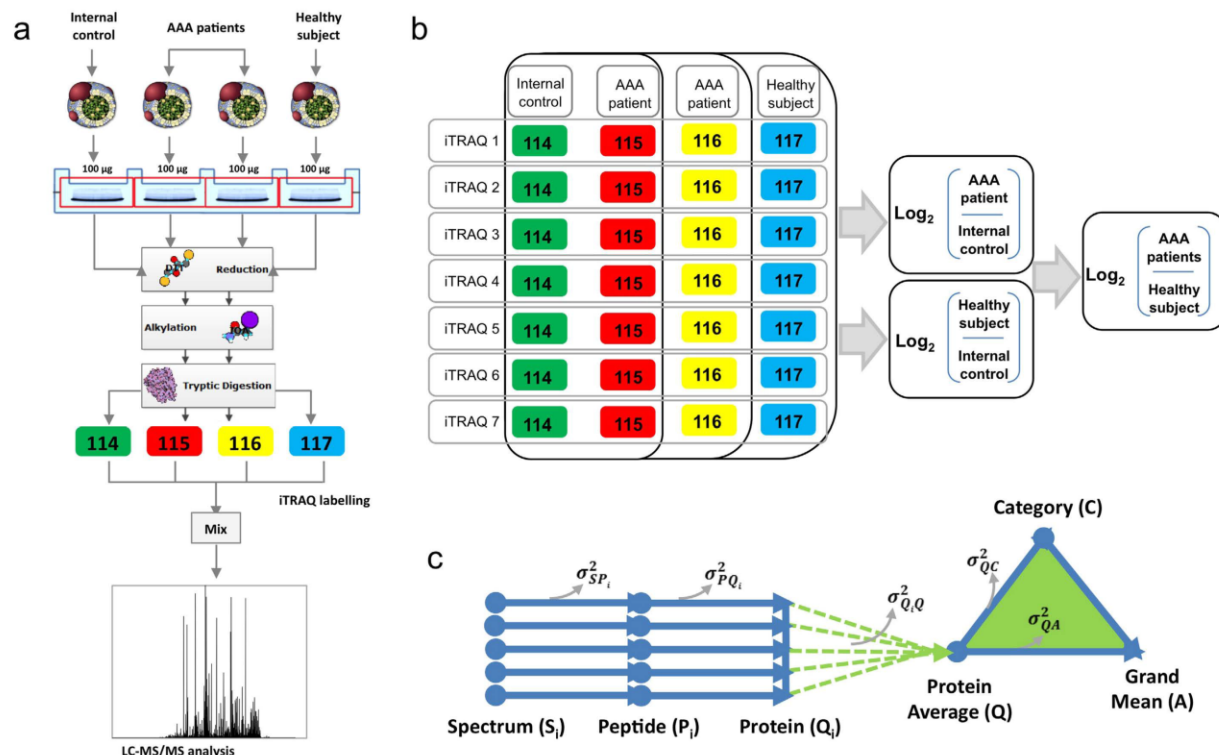 a
Internal
control
AAA patients
Healthy
subject
100 µg
100 µg
100 µg
100 µg
DTT
Reduction
Alkylation
IOA
Tryptic Digestion
114
115
116
117
iTRAQ labelling
Mix
LC-MS/MS analysis
b
Internal
control
AAA
patient
AAA
patient
Healthy
subject
iTRAQ 1 114 115 116 117
iTRAQ 2 114 115 116 117
iTRAQ 3 114 115 116 117
iTRAQ 4 114 115 116 117
iTRAQ 5 114 115 116 117
iTRAQ 6 114 115 116 117
iTRAQ 7 114 115 116 117
Log₂
AAA
patient
Internal
control
Log₂
Healthy
subject
Internal
control
Log₂
AAA
patients
Healthy
subject
c
σ²SPᵢ
σ²PQᵢ
σ²QᵢQ
σ²QC
σ²QA
Category (C)
Spectrum (Sᵢ)
Peptide (Pᵢ)
Protein (Qᵢ)
Protein
Average (Q)
Grand
Mean (A)